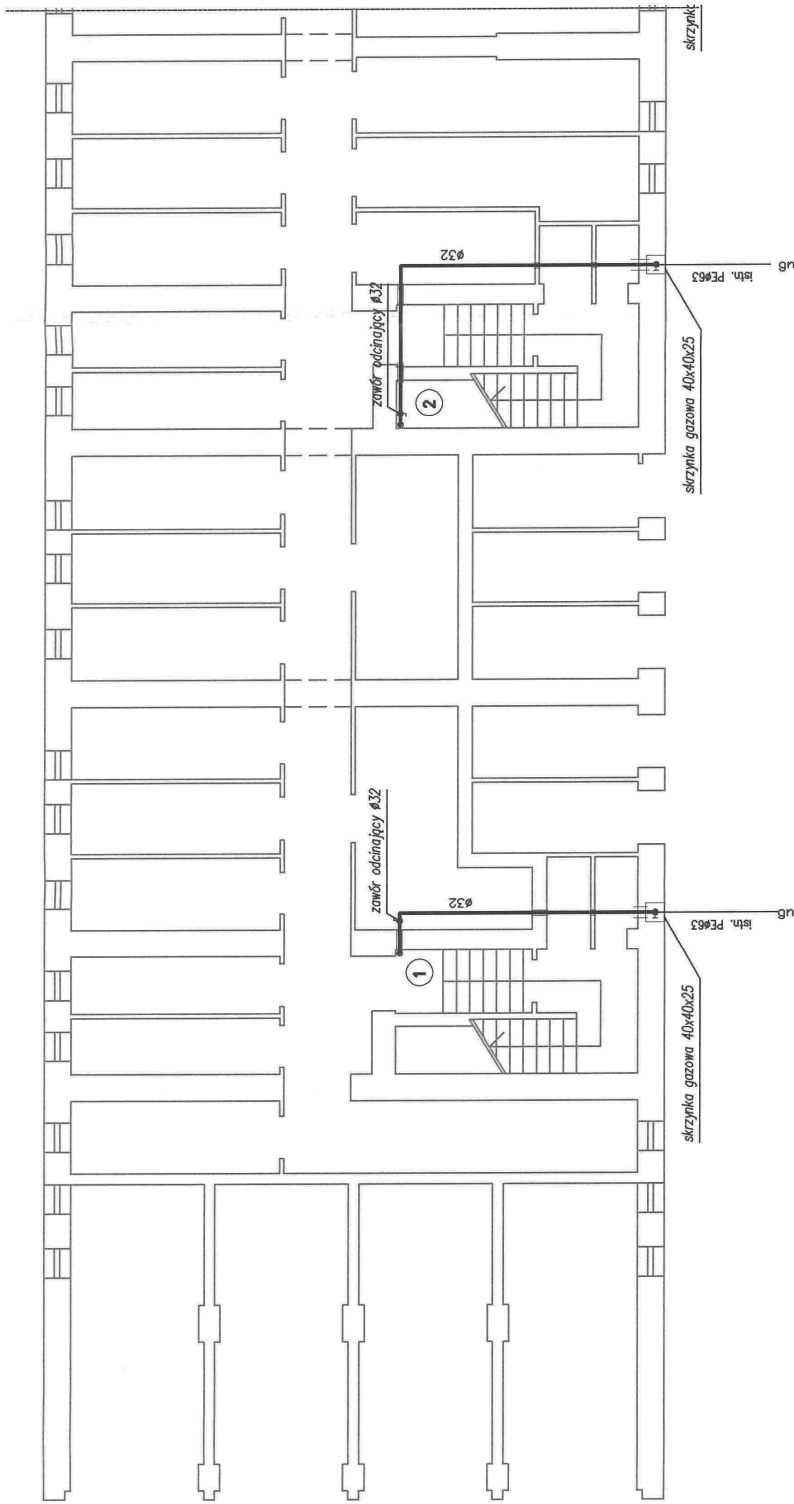 zawór odcinający ø32
1
ø32
istn. PEø63
gn
skrzynka gazowa 40x40x25
zawór odcinający ø32
2
ø32
istn. PEø63
gn
skrzynka gazowa 40x40x25
skrzynk